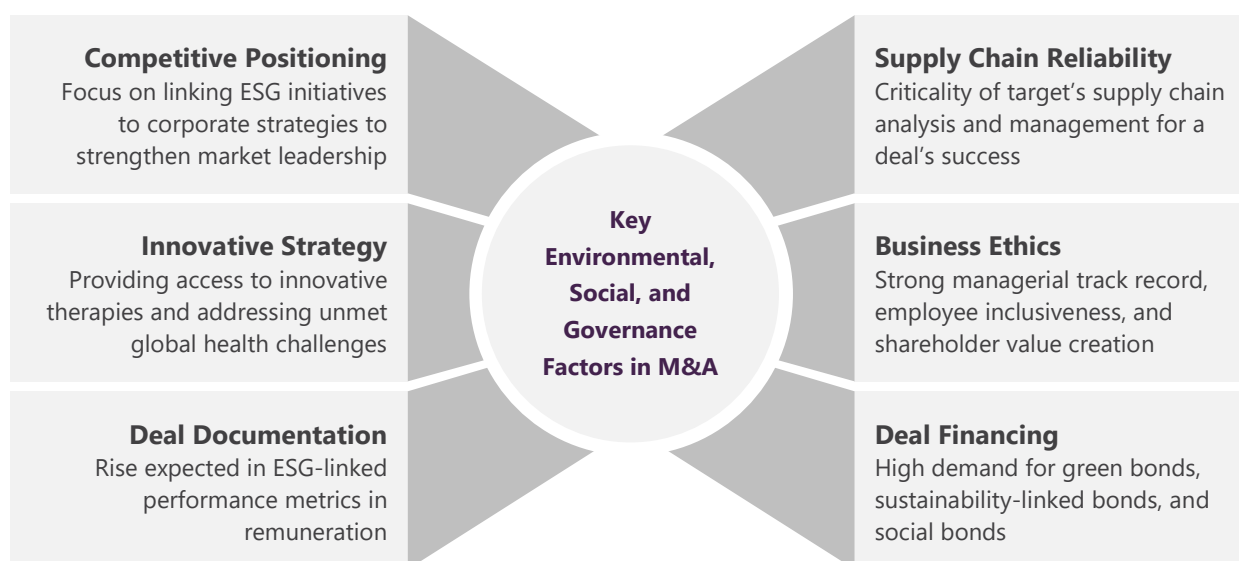 Competitive Positioning
Focus on linking ESG initiatives
to corporate strategies to
strengthen market leadership
Innovative Strategy
Providing access to innovative
therapies and addressing unmet
global health challenges
Deal Documentation
Rise expected in ESG-linked
performance metrics in
remuneration
Key
Environmental,
Social, and
Governance
Factors in M&A
Supply Chain Reliability
Criticality of target’s supply chain
analysis and management for a
deal’s success
Business Ethics
Strong managerial track record,
employee inclusiveness, and
shareholder value creation
Deal Financing
High demand for green bonds,
sustainability-linked bonds, and
social bonds